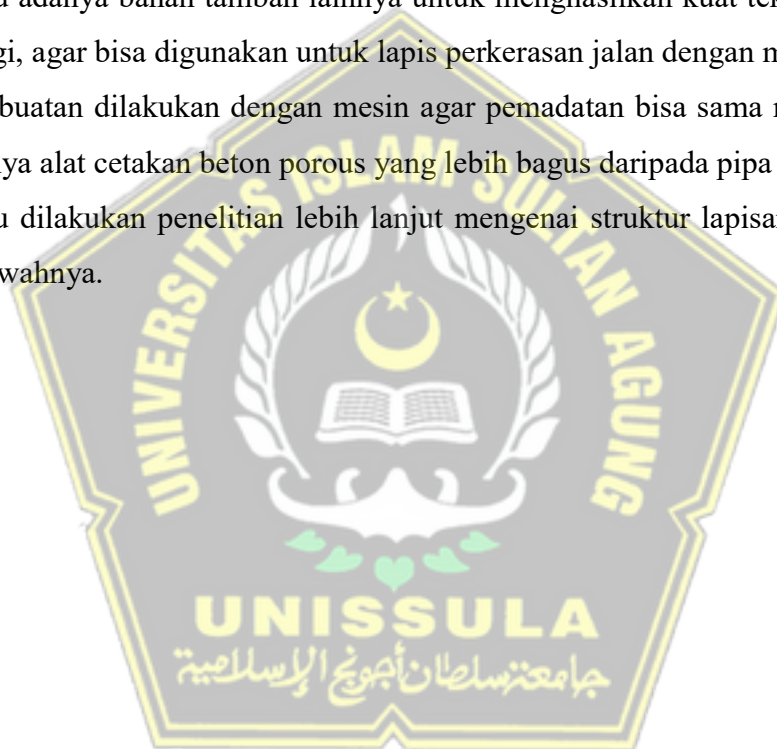 adanya bahan tambah lainnya untuk menghasilkan kuat
agar bisa digunakan untuk lapis perkerasan jalan dengan
dilakukan dengan mesin agar pemadatan bisa sama
alat cetakan beton porous yang lebih bagus daripada pipa
dilakukan penelitian lebih lanjut mengenai struktur
wahnya.
UNIVERSITAS ISLAM SULTAN AGUNG
UNISSULA
جامعة سلطان أجونج الإسلامية